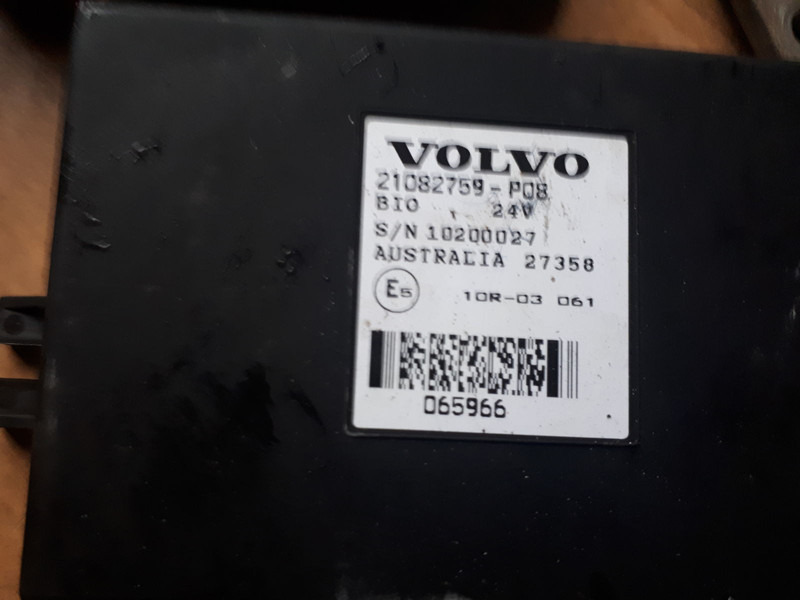 VOLVO
21082759-P08
BIO 24V
S/N 10200027
AUSTRALIA 27358
E5 10R-03 061
065966